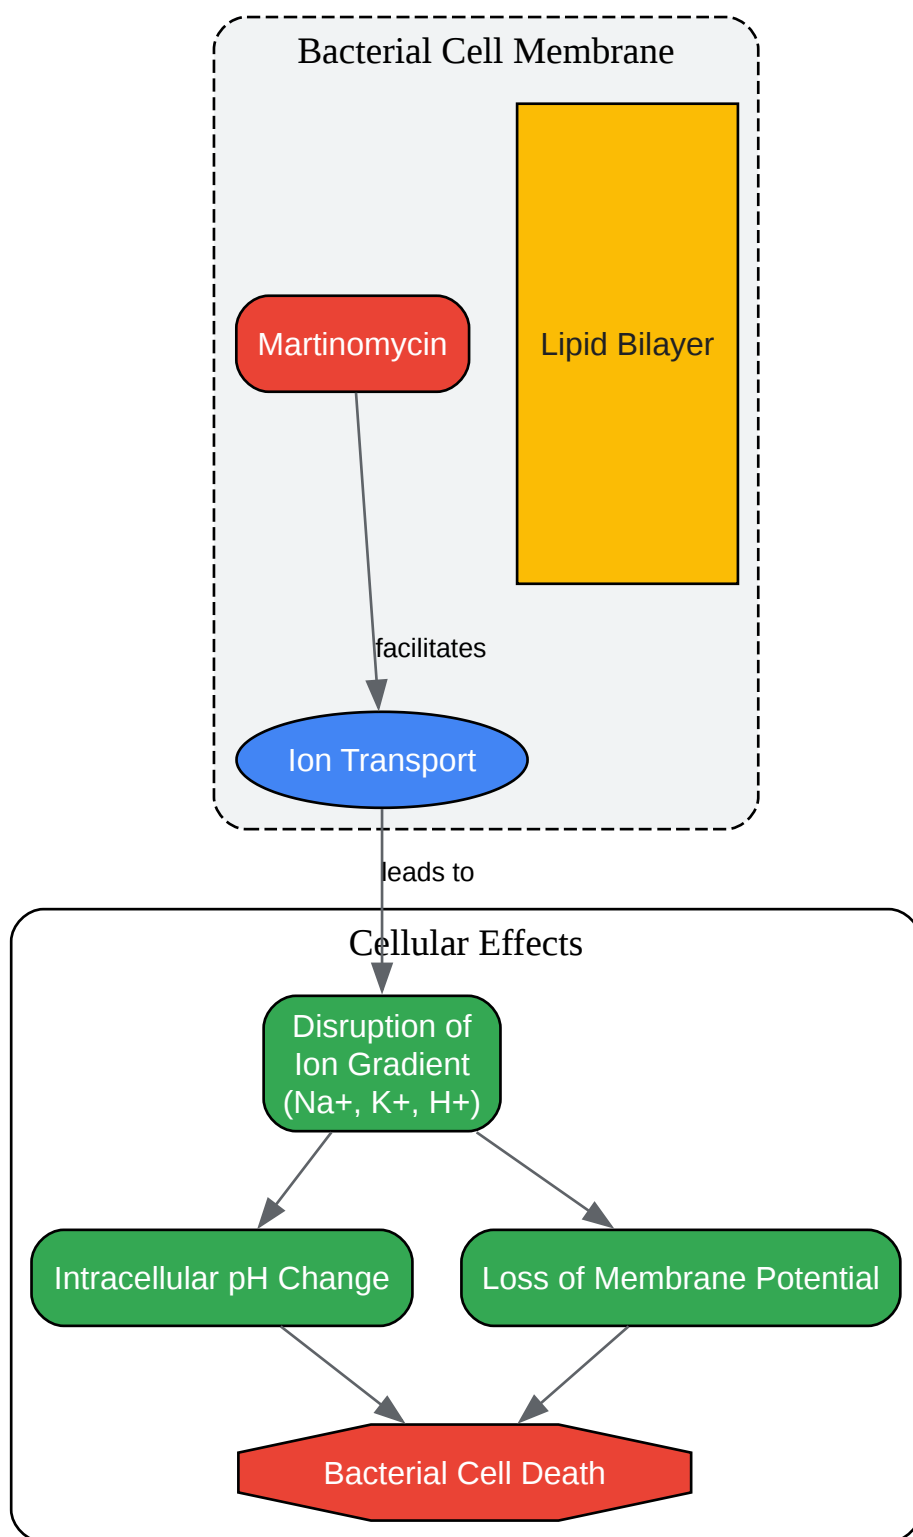 Bacterial Cell Membrane
Martinomycin
Lipid Bilayer
facilitates
Ion Transport
leads to
Cellular Effects
Disruption of
Ion Gradient
(Na+, K+, H+)
Intracellular pH Change
Loss of Membrane Potential
Bacterial Cell Death